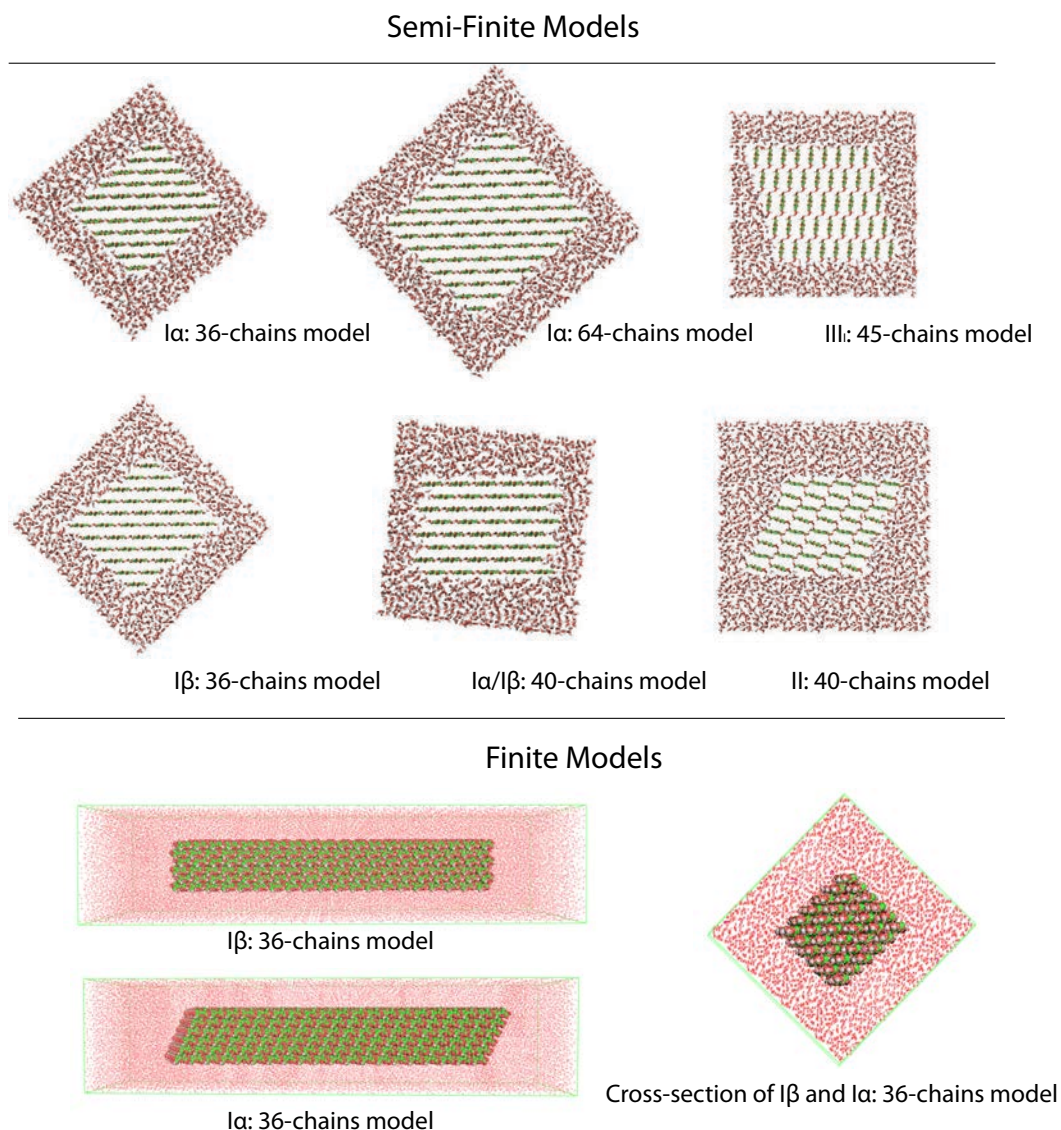 Semi-Finite Models
Iα: 36-chains model
Iα: 64-chains model
IIIᵢ: 45-chains model
Iβ: 36-chains model
Iα/Iβ: 40-chains model
II: 40-chains model
Finite Models
Iβ: 36-chains model
Iα: 36-chains model
Cross-section of Iβ and Iα: 36-chains model